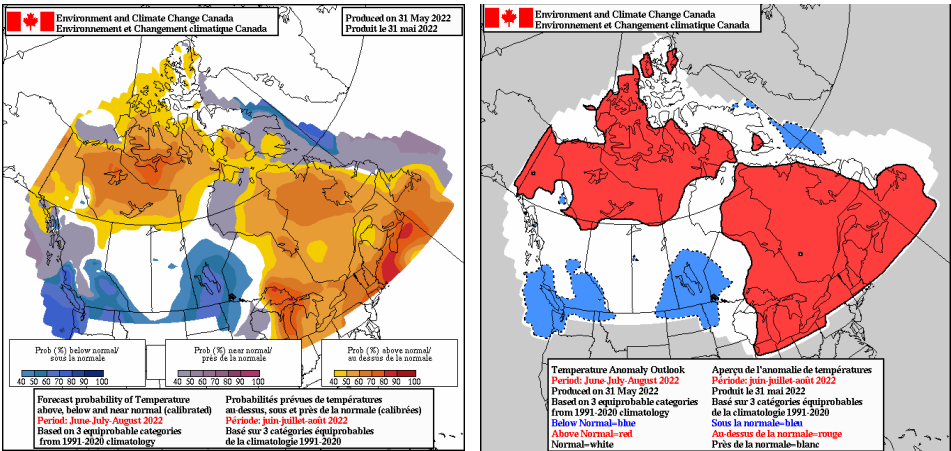 Environment and Climate Change Canada
Environnement et Changement climatique Canada
Produced on 31 May 2022
Produit le 31 mai 2022
Prob (%) below normal/
sous la normale
40 50 60 70 80 90 100
Prob (%) near normal/
près de la normale
40 50 60 70 80 90 100
Prob (%) above normal/
au dessus de la normale
40 50 60 70 80 90 100
Forecast probability of Temperature
above, below and near normal (calibrated)
Period: June-July-August 2022
Based on 3 equiprobable categories
from 1991-2020 climatology
Probabilités prévues de températures
au-dessus, sous et près de la normale (calibrées)
Période: juin-juillet-août 2022
Basé sur 3 catégories équiprobables
de la climatologie 1991-2020
Environment and Climate Change Canada
Environnement et Changement climatique Canada
Temperature Anomaly Outlook
Period: June-July-August 2022
Produced on 31 May 2022
Based on 3 equiprobable categories
from 1991-2020 climatology
Below Normal=blue
Above Normal=red
Normal=white
Aperçu de l'anomalie de températures
Période: juin-juillet-août 2022
Produit le 31 mai 2022
Basé sur 3 catégories équiprobables
de la climatologie 1991-2020
Sous la normale=bleu
Au-dessus de la normale=rouge
Près de la normale=blanc